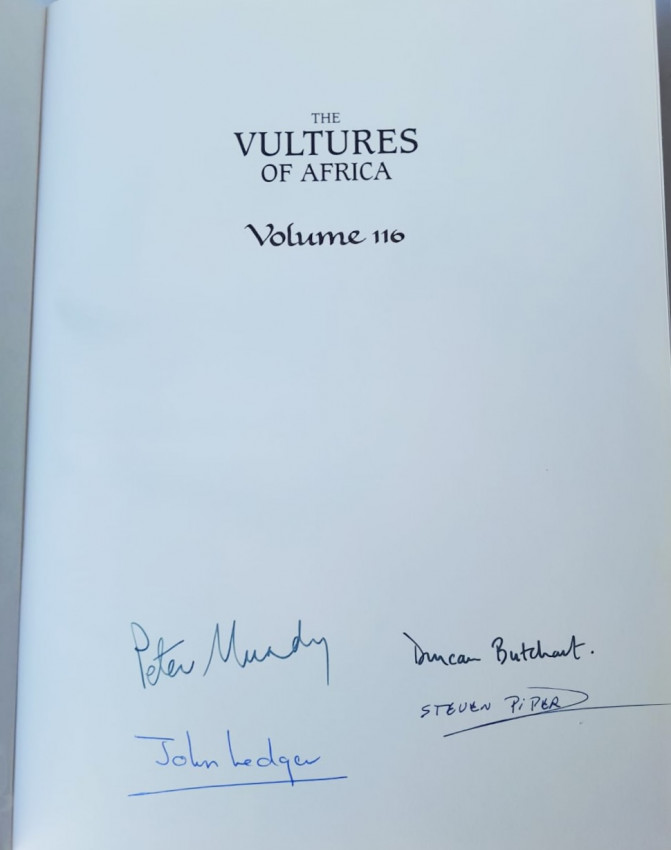 THE
VULTURES
OF AFRICA
Volume 116
Peter Mundy
Duncan Butchart.
STEVEN PIPER
John Ledger